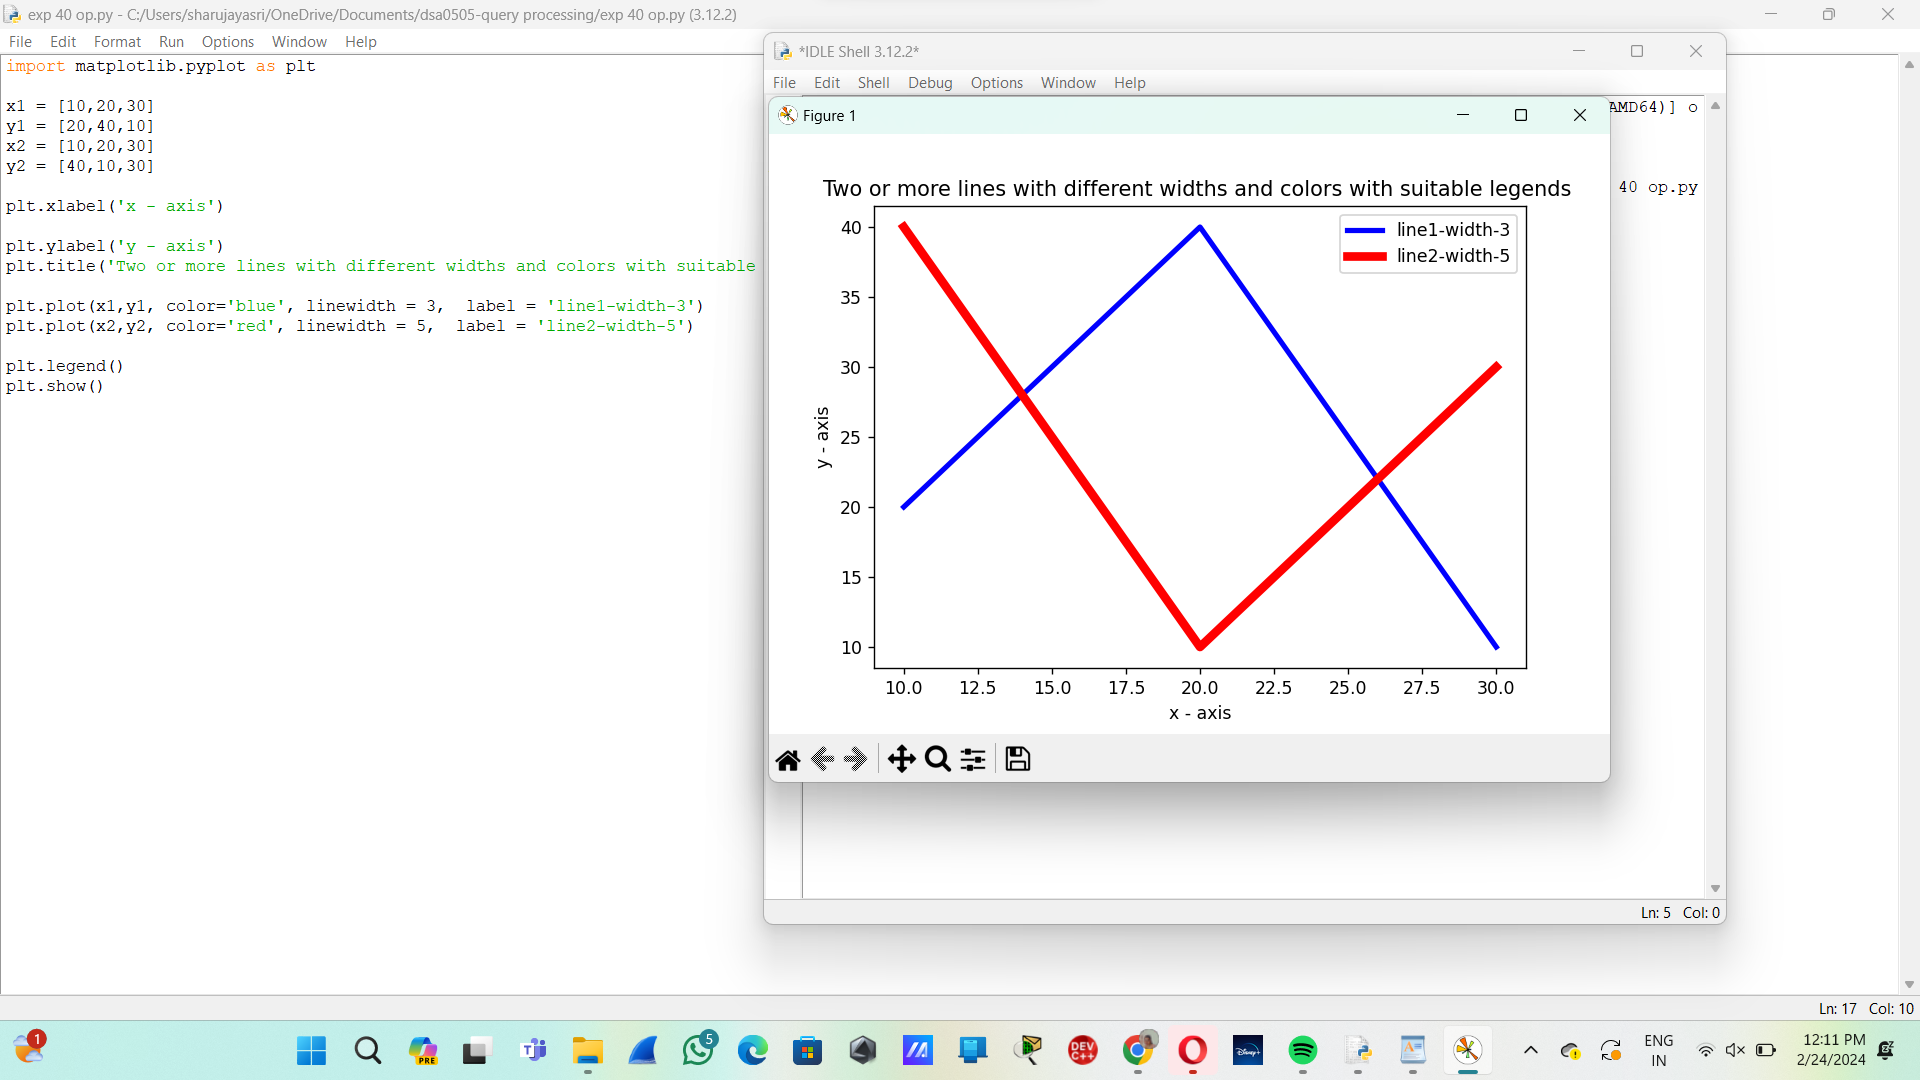 exp 40 op.py - C:/Users/sharujayasri/OneDrive/Documents/dsa0505-query processing/exp 40 op.py (3.12.2)
File Edit Format Run Options Window Help
import matplotlib.pyplot as plt
x1 = [10,20,30]
y1 = [20,40,10]
x2 = [10,20,30]
y2 = [40,10,30]
plt.xlabel('x - axis')
plt.ylabel('y - axis')
plt.title('Two or more lines with different widths and colors with suitable
plt.plot(x1,y1, color='blue', linewidth = 3,  label = 'line1-width-3')
plt.plot(x2,y2, color='red', linewidth = 5,  label = 'line2-width-5')
plt.legend()
plt.show()
*IDLE Shell 3.12.2*
File Edit Shell Debug Options Window Help
AMD64)] o
40 op.py
Figure 1
Two or more lines with different widths and colors with suitable legends
line1-width-3
line2-width-5
40
35
30
25
20
15
10
y - axis
10.0 12.5 15.0 17.5 20.0 22.5 25.0 27.5 30.0
x - axis
Ln: 5 Col: 0
Ln: 17 Col: 10
1
PRE
5
DEV C++
Disney+
ENG
IN
12:11 PM
2/24/2024